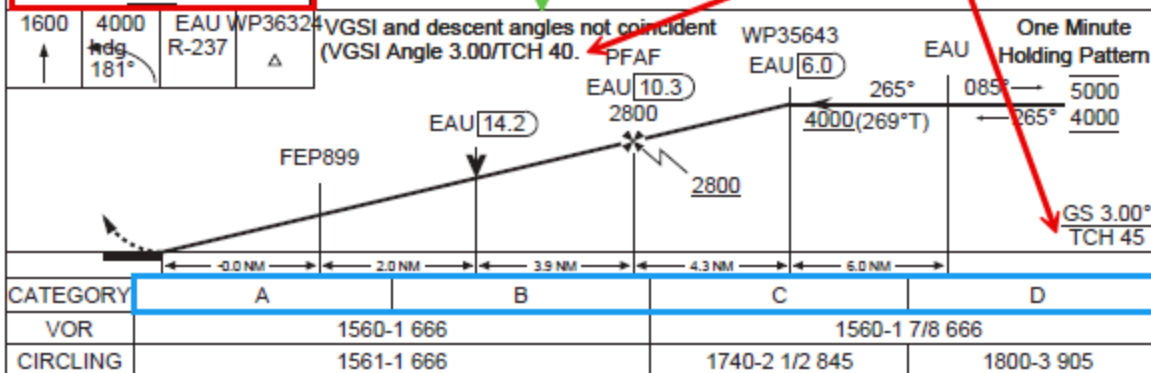 1600
4000
hdg
181°
EAU
R-237
WP36324
VGSI and descent angles not coincident
(VGSI Angle 3.00/TCH 40.
PFAF
EAU 10.3
2800
WP35643
EAU 6.0
EAU
One Minute
Holding Pattern
265°
085°
5000
4000(269°T)
265°
4000
EAU 14.2
FEP899
2800
GS 3.00°
TCH 45
-0.0 NM
2.0 NM
3.9 NM
4.3 NM
6.0 NM
CATEGORY A B C D
VOR 1560-1 666 1560-1 7/8 666
CIRCLING 1561-1 666 1740-2 1/2 845 1800-3 905